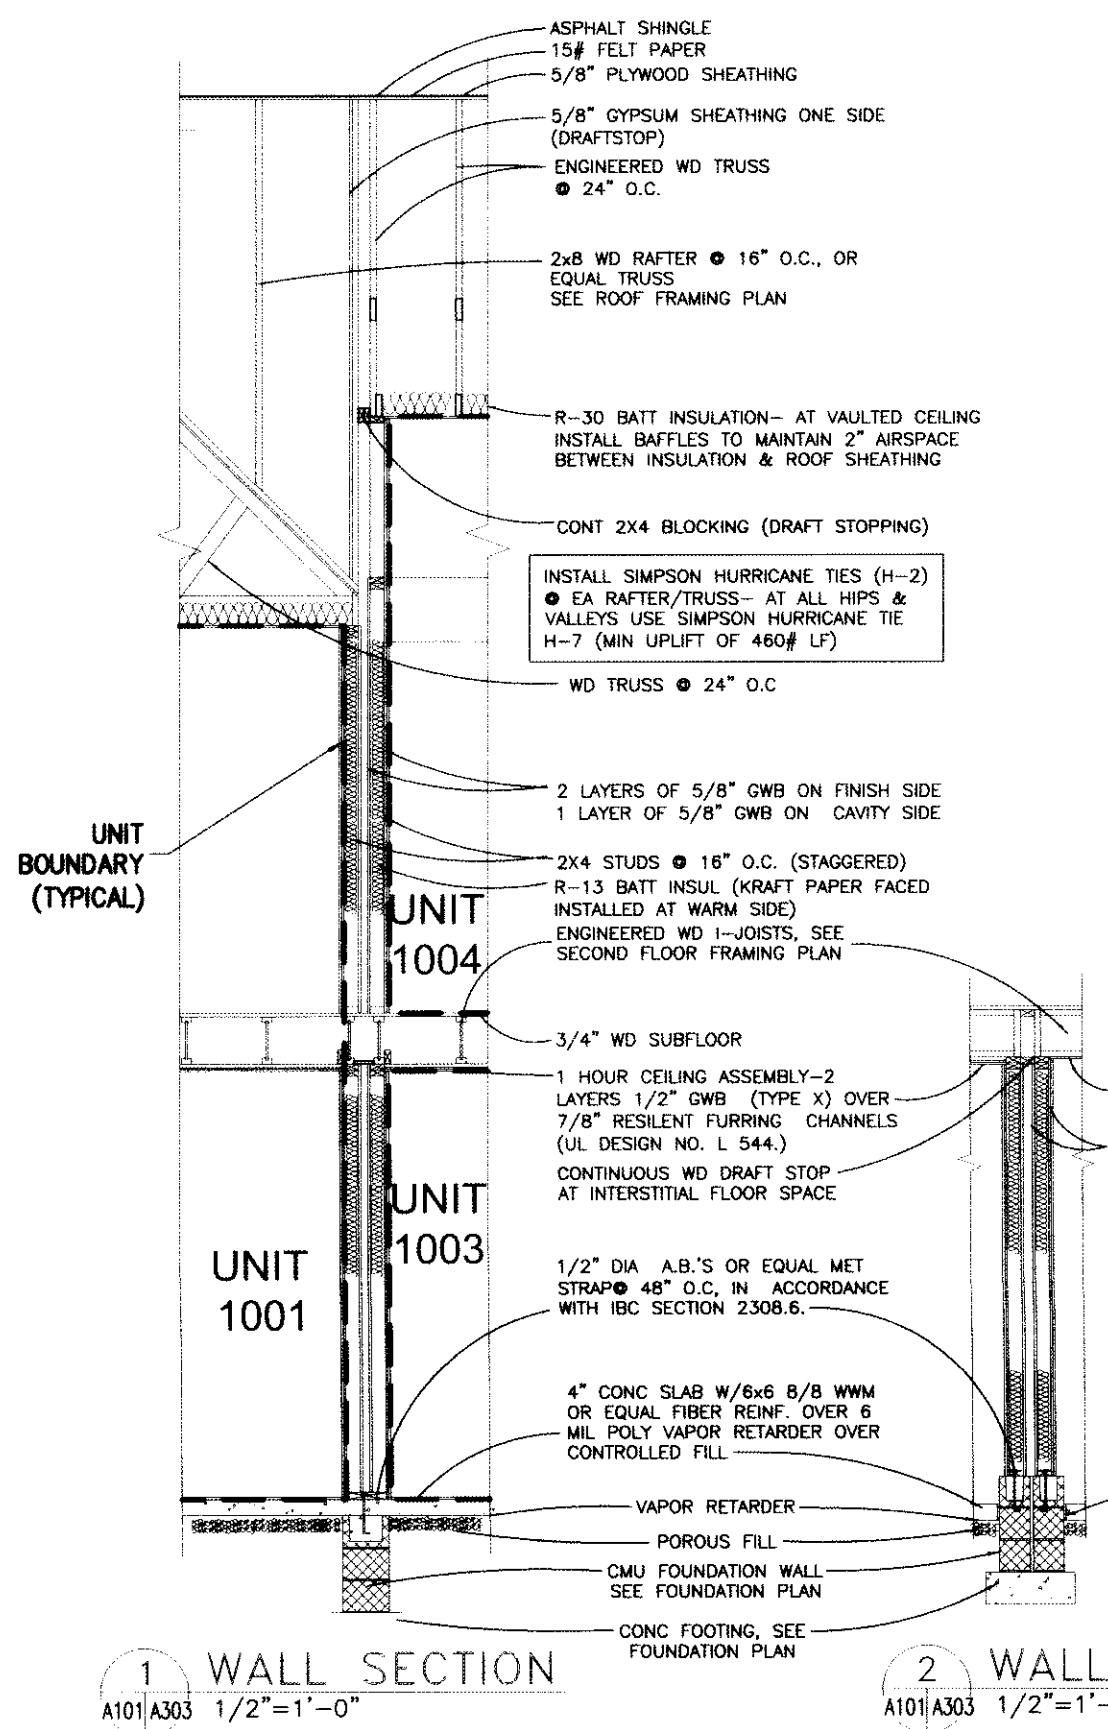 ASPHALT SHINGLE
15# FELT PAPER
5/8" PLYWOOD SHEATHING
5/8" GYPSUM SHEATHING ONE SIDE
(DRAFTSTOP)
ENGINEERED WD TRUSS
@ 24" O.C.
2x8 WD RAFTER @ 16" O.C., OR
EQUAL TRUSS
SEE ROOF FRAMING PLAN
R-30 BATT INSULATION- AT VAULTED CEILING
INSTALL BAFFLES TO MAINTAIN 2" AIRSPACE
BETWEEN INSULATION & ROOF SHEATHING
CONT 2X4 BLOCKING (DRAFT STOPPING)
INSTALL SIMPSON HURRICANE TIES (H-2)
@ EA RAFTER/TRUSS- AT ALL HIPS &
VALLEYS USE SIMPSON HURRICANE TIE
H-7 (MIN UPLIFT OF 460# LF)
WD TRUSS @ 24" O.C
2 LAYERS OF 5/8" GWB ON FINISH SIDE
1 LAYER OF 5/8" GWB ON CAVITY SIDE
UNIT
BOUNDARY
(TYPICAL)
2X4 STUDS @ 16" O.C. (STAGGERED)
R-13 BATT INSUL (KRAFT PAPER FACED
INSTALLED AT WARM SIDE)
UNIT
1004
ENGINEERED WD I-JOISTS, SEE
SECOND FLOOR FRAMING PLAN
3/4" WD SUBFLOOR
1 HOUR CEILING ASSEMBLY-2
LAYERS 1/2" GWB (TYPE X) OVER
7/8" RESILENT FURRING CHANNELS
(UL DESIGN NO. L 544.)
CONTINUOUS WD DRAFT STOP
AT INTERSTITIAL FLOOR SPACE
UNIT
1003
UNIT
1001
1/2" DIA A.B.'S OR EQUAL MET
STRAP@ 48" O.C, IN ACCORDANCE
WITH IBC SECTION 2308.6.
4" CONC SLAB W/6x6 8/8 WWM
OR EQUAL FIBER REINF. OVER 6
MIL POLY VAPOR RETARDER OVER
CONTROLLED FILL
VAPOR RETARDER
POROUS FILL
CMU FOUNDATION WALL
SEE FOUNDATION PLAN
CONC FOOTING, SEE
FOUNDATION PLAN
1 WALL SECTION
A101 A303 1/2"=1'-0"
2 WALL
A101 A303 1/2"=1'-